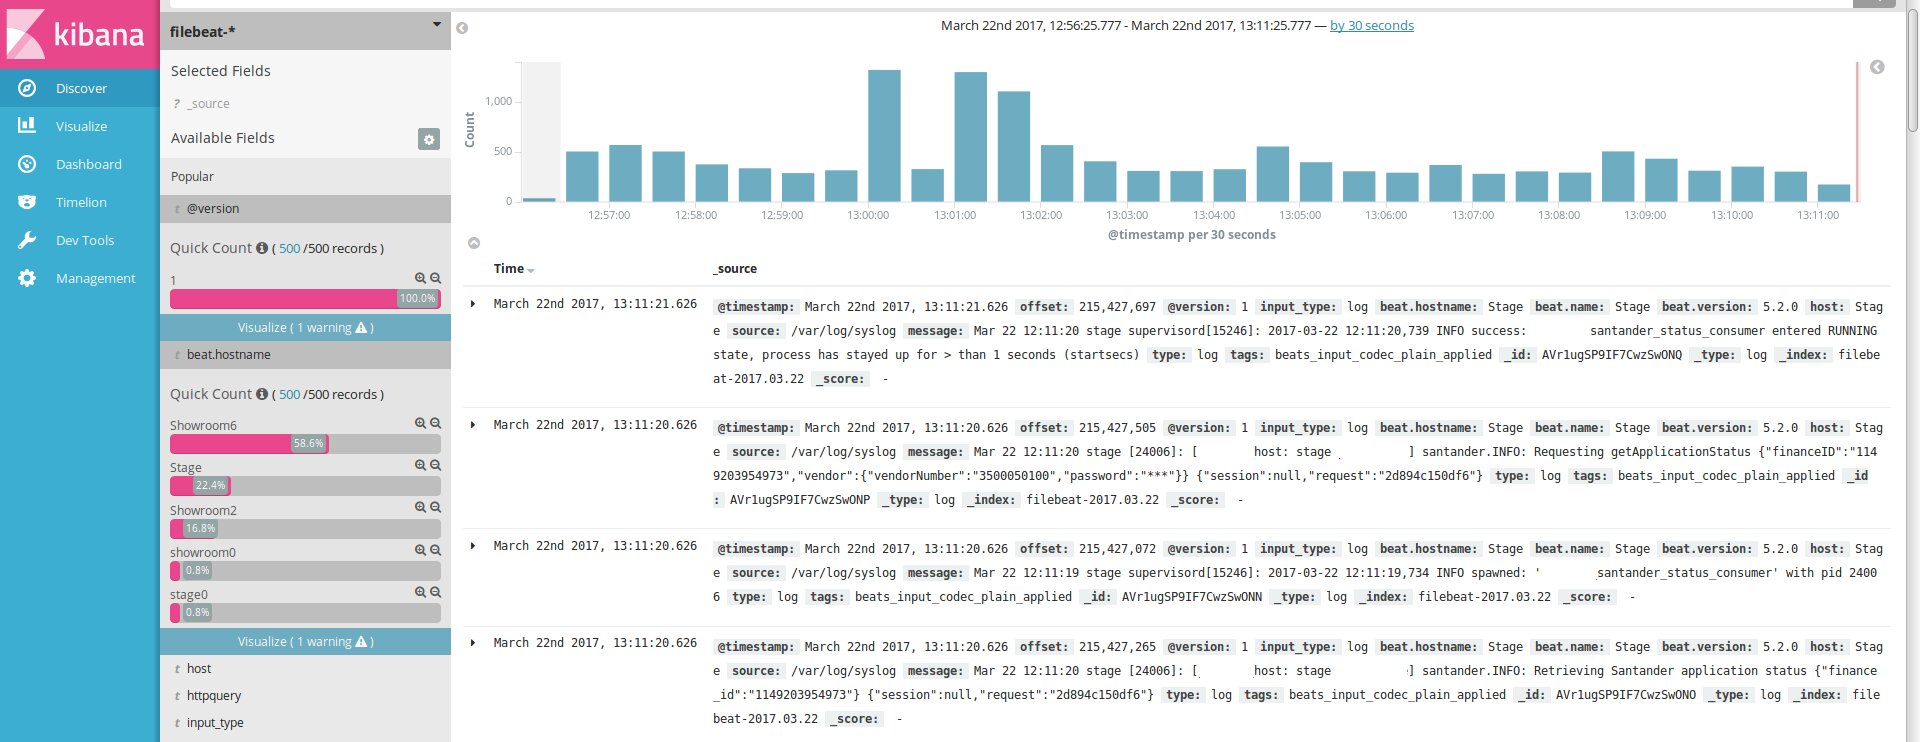 kibana
Discover
Visualize
Dashboard
Timelion
Dev Tools
Management
filebeat-*
Selected Fields
? _source
Available Fields
Popular
t @version
Quick Count ( 500 /500 records )
1
100.0%
Visualize ( 1 warning )
t beat.hostname
Quick Count ( 500 /500 records )
Showroom6
58.6%
Stage
22.4%
Showroom2
16.8%
showroom0
0.8%
stage0
0.8%
Visualize ( 1 warning )
t host
t httpquery
t input_type
March 22nd 2017, 12:56:25.777 - March 22nd 2017, 13:11:25.777 — by 30 seconds
Count
1,000
500
0
12:57:00 12:58:00 12:59:00 13:00:00 13:01:00 13:02:00 13:03:00 13:04:00 13:05:00 13:06:00 13:07:00 13:08:00 13:09:00 13:10:00 13:11:00
@timestamp per 30 seconds
Time _source
March 22nd 2017, 13:11:21.626 @timestamp: March 22nd 2017, 13:11:21.626 offset: 215,427,697 @version: 1 input_type: log beat.hostname: Stage beat.name: Stage beat.version: 5.2.0 host: Stag
e source: /var/log/syslog message: Mar 22 12:11:20 stage supervisord[15246]: 2017-03-22 12:11:20,739 INFO success: santander_status_consumer entered RUNNING
state, process has stayed up for > than 1 seconds (startsecs) type: log tags: beats_input_codec_plain_applied _id: AVr1ugSP9IF7CwzSwONQ _type: log _index: filebe
at-2017.03.22 _score: -
March 22nd 2017, 13:11:20.626 @timestamp: March 22nd 2017, 13:11:20.626 offset: 215,427,505 @version: 1 input_type: log beat.hostname: Stage beat.name: Stage beat.version: 5.2.0 host: Stag
e source: /var/log/syslog message: Mar 22 12:11:20 stage [24006]: [ host: stage ] santander.INFO: Requesting getApplicationStatus {"financeID":"114
9203954973","vendor":{"vendorNumber":"3500050100","password":"***"}} {"session":null,"request":"2d894c150df6"} type: log tags: beats_input_codec_plain_applied _id
: AVr1ugSP9IF7CwzSwONP _type: log _index: filebeat-2017.03.22 _score: -
March 22nd 2017, 13:11:20.626 @timestamp: March 22nd 2017, 13:11:20.626 offset: 215,427,072 @version: 1 input_type: log beat.hostname: Stage beat.name: Stage beat.version: 5.2.0 host: Stag
e source: /var/log/syslog message: Mar 22 12:11:19 stage supervisord[15246]: 2017-03-22 12:11:19,734 INFO spawned: ' santander_status_consumer' with pid 2400
6 type: log tags: beats_input_codec_plain_applied _id: AVr1ugSP9IF7CwzSwONN _type: log _index: filebeat-2017.03.22 _score: -
March 22nd 2017, 13:11:20.626 @timestamp: March 22nd 2017, 13:11:20.626 offset: 215,427,265 @version: 1 input_type: log beat.hostname: Stage beat.name: Stage beat.version: 5.2.0 host: Stag
e source: /var/log/syslog message: Mar 22 12:11:20 stage [24006]: [ host: stage ] santander.INFO: Retrieving Santander application status {"finance
_id":"1149203954973"} {"session":null,"request":"2d894c150df6"} type: log tags: beats_input_codec_plain_applied _id: AVr1ugSP9IF7CwzSwONO _type: log _index: file
beat-2017.03.22 _score: -